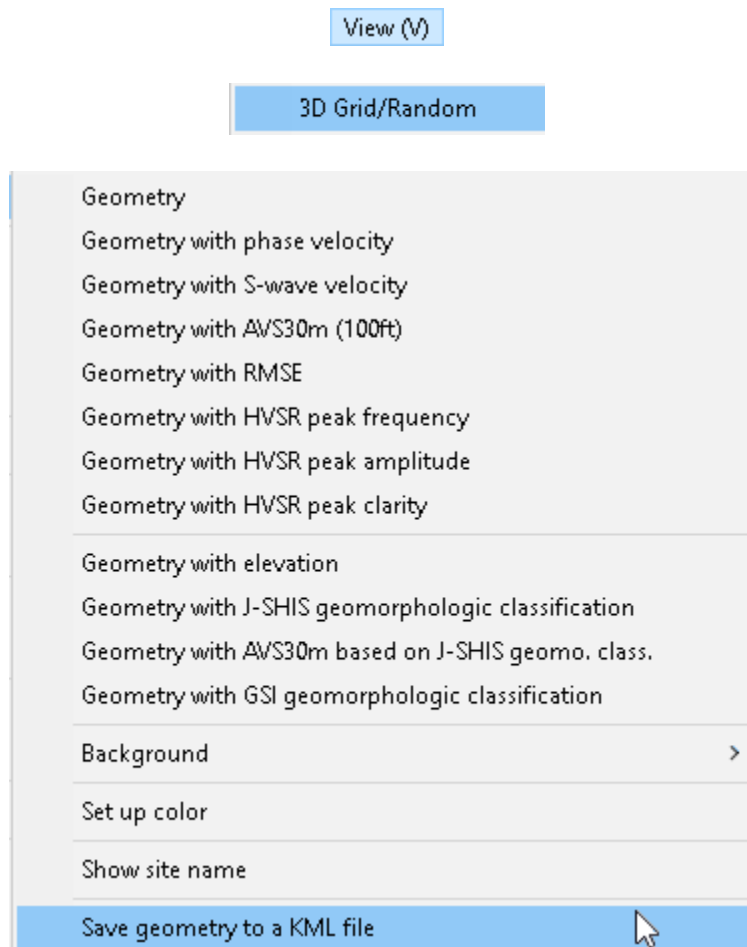 View (V)
3D Grid/Random
Geometry
Geometry with phase velocity
Geometry with S-wave velocity
Geometry with AVS30m (100ft)
Geometry with RMSE
Geometry with HVSR peak frequency
Geometry with HVSR peak amplitude
Geometry with HVSR peak clarity
Geometry with elevation
Geometry with J-SHIS geomorphologic classification
Geometry with AVS30m based on J-SHIS geomo. class.
Geometry with GSI geomorphologic classification
Background
Set up color
Show site name
Save geometry to a KML file